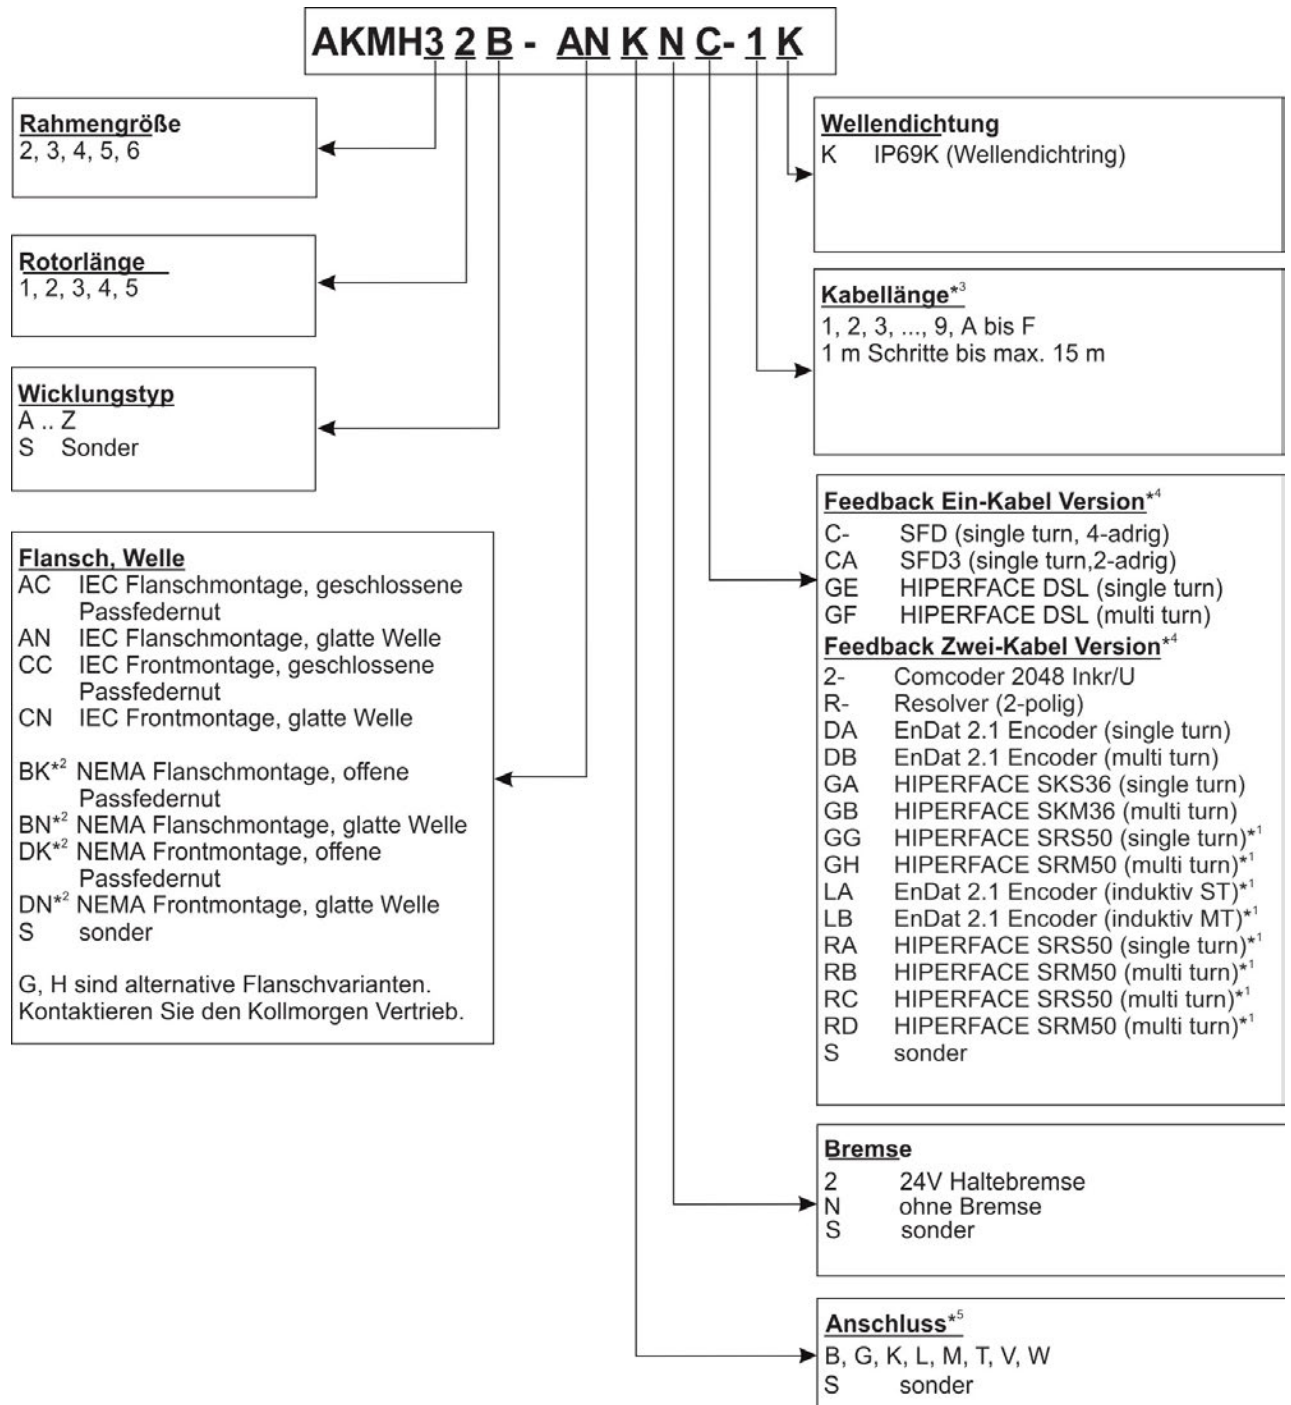 AKMH32B - AN K N C- 1 K
Rahmengröße
2, 3, 4, 5, 6
Rotorlänge
1, 2, 3, 4, 5
Wicklungstyp
A .. Z
S Sonder
Flansch, Welle
AC IEC Flanschmontage, geschlossene
Passfedernut
AN IEC Flanschmontage, glatte Welle
CC IEC Frontmontage, geschlossene
Passfedernut
CN IEC Frontmontage, glatte Welle
BK*2 NEMA Flanschmontage, offene
Passfedernut
BN*2 NEMA Flanschmontage, glatte Welle
DK*2 NEMA Frontmontage, offene
Passfedernut
DN*2 NEMA Frontmontage, glatte Welle
S sonder
G, H sind alternative Flanschvarianten.
Kontaktieren Sie den Kollmorgen Vertrieb.
Wellendichtung
K IP69K (Wellendichtring)
Kabellänge*3
1, 2, 3, ..., 9, A bis F
1 m Schritte bis max. 15 m
Feedback Ein-Kabel Version*4
C- SFD (single turn, 4-adrig)
CA SFD3 (single turn,2-adrig)
GE HIPERFACE DSL (single turn)
GF HIPERFACE DSL (multi turn)
Feedback Zwei-Kabel Version*4
2- Comcoder 2048 Inkr/U
R- Resolver (2-polig)
DA EnDat 2.1 Encoder (single turn)
DB EnDat 2.1 Encoder (multi turn)
GA HIPERFACE SKS36 (single turn)
GB HIPERFACE SKM36 (multi turn)
GG HIPERFACE SRS50 (single turn)*1
GH HIPERFACE SRM50 (multi turn)*1
LA EnDat 2.1 Encoder (induktiv ST)*1
LB EnDat 2.1 Encoder (induktiv MT)*1
RA HIPERFACE SRS50 (single turn)*1
RB HIPERFACE SRM50 (multi turn)*1
RC HIPERFACE SRS50 (multi turn)*1
RD HIPERFACE SRM50 (multi turn)*1
S sonder
Bremse
2 24V Haltebremse
N ohne Bremse
S sonder
Anschluss*5
B, G, K, L, M, T, V, W
S sonder